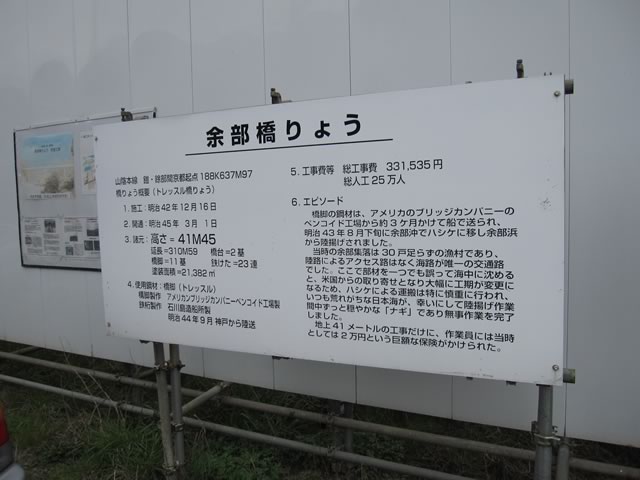 余部橋りょう
山陰本線 鎧・餘部間京都起点188K637M97
橋りょう概要(トレッスル橋りょう)
1. 施工:明治42年12月16日
2. 開通:明治45年 3月 1日
3. 諸元:高さ=41M45
延長=310M59 橋台=2基
橋脚=11基 鉄けた=23連
塗装面積=21,382㎡
4. 使用鋼材:橋脚(トレッスル)
橋脚製作 アメリカンブリッジカンパニーペンコイド工場製
鉄桁製作 石川島造船所製
明治44年9月 神戸から陸送
5. 工事費等 総工事費 331,535円
総人工25万人
6. エピソード
橋脚の鋼材は、アメリカのブリッジカンパニーの
ペンコイド工場から約3ケ月かけて船で送られ、
明治43年8月下旬に余部沖でハシケに移し余部浜
から陸揚げされました。
当時の余部集落は30戸足らずの漁村であり、
陸路によるアクセス路はなく海路が唯一の交通路
でした。ここで部材を一つでも誤って海中に沈める
と、米国からの取り寄せとなり大幅に工期が変更に
なるため、ハシケによる運搬は特に慎重に行われ、
いつも荒れがちな日本海が、幸いにして陸揚げ作業
期間中ずっと穏やかな「ナギ」であり無事作業を完了
しました。
地上41メートルの工事だけに、作業員には当時
としては2万円という巨額な保険がかけられた。